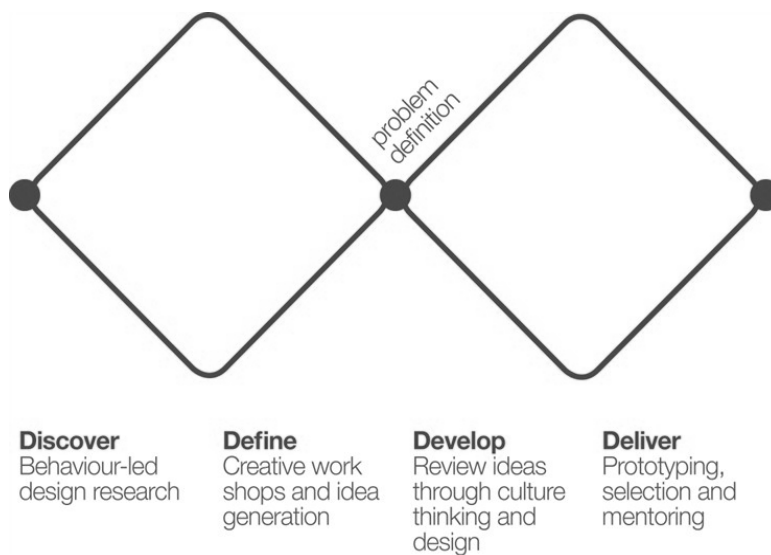 problem
definition
Discover
Behaviour-led
design research
Define
Creative work
shops and idea
generation
Develop
Review ideas
through culture
thinking and
design
Deliver
Prototyping,
selection and
mentoring